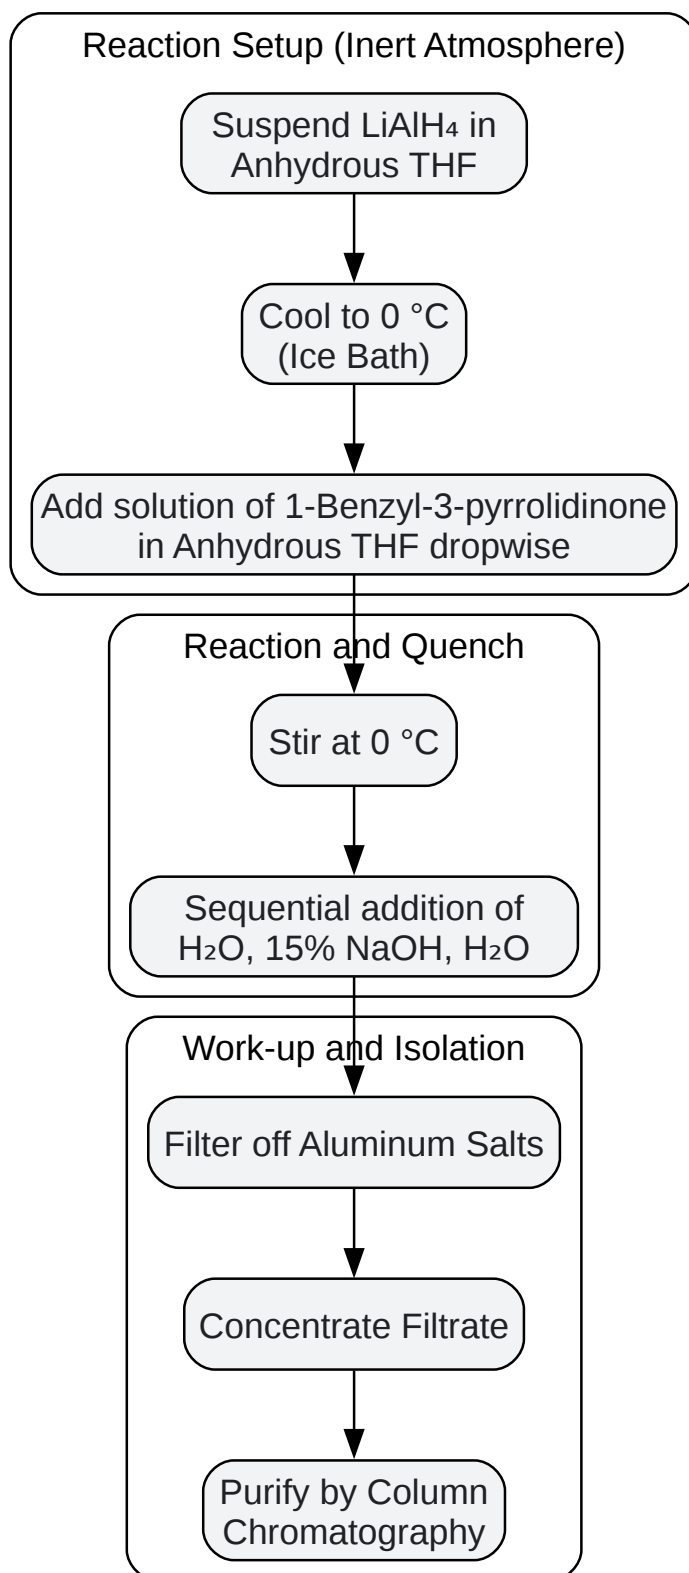 Reaction Setup (Inert Atmosphere)
Suspend LiAlH₄ in
Anhydrous THF
Cool to 0 °C
(Ice Bath)
Add solution of 1-Benzyl-3-pyrrolidinone
in Anhydrous THF dropwise
Reaction and Quench
Stir at 0 °C
Sequential addition of
H₂O, 15% NaOH, H₂O
Work-up and Isolation
Filter off Aluminum Salts
Concentrate Filtrate
Purify by Column
Chromatography